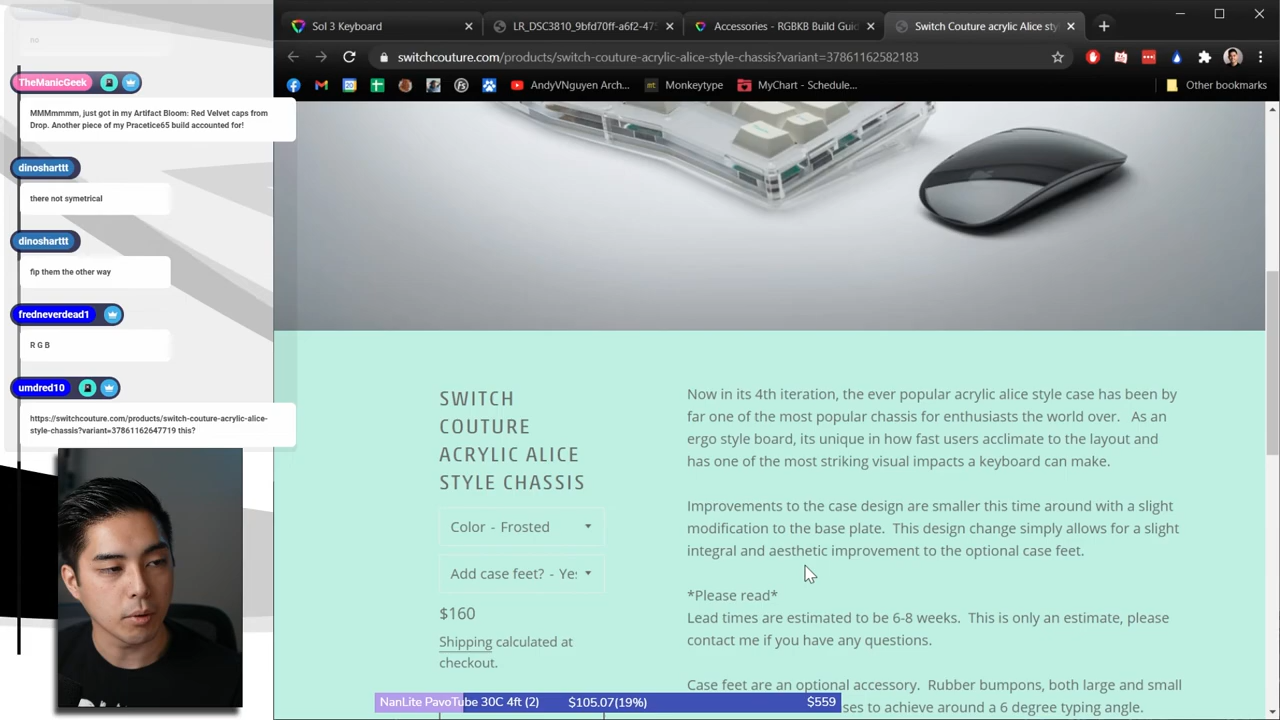 no
TheManicGeek
MMMmmmm, just got in my Artifact Bloom: Red Velvet caps from
Drop. Another piece of my Pracetice65 build accounted for!
dinosharttt
there not symetrical
dinosharttt
fip them the other way
fredneverdead1
R G B
umdred10
https://switchcouture.com/products/switch-couture-acrylic-alice-
style-chassis?variant=37861162647719 this?
Sol 3 Keyboard
LR_DSC3810_9bfd70ff-a6f2-475
Accessories - RGBKB Build Guid
Switch Couture acrylic Alice sty
switchcouture.com/products/switch-couture-acrylic-alice-style-chassis?variant=37861162582183
AndyVNguyen Arch...
Monkeytype
MyChart - Schedule...
Other bookmarks
SWITCH
COUTURE
ACRYLIC ALICE
STYLE CHASSIS
Color - Frosted
Add case feet? - Yes
$160
Shipping calculated at
checkout.
Now in its 4th iteration, the ever popular acrylic alice style case has been by
far one of the most popular chassis for enthusiasts the world over. As an
ergo style board, its unique in how fast users acclimate to the layout and
has one of the most striking visual impacts a keyboard can make.
Improvements to the case design are smaller this time around with a slight
modification to the base plate. This design change simply allows for a slight
integral and aesthetic improvement to the optional case feet.
*Please read*
Lead times are estimated to be 6-8 weeks. This is only an estimate, please
contact me if you have any questions.
Case feet are an optional accessory. Rubber bumpons, both large and small
ses to achieve around a 6 degree typing angle.
NanLite PavoTube 30C 4ft (2) $105.07(19%) $559